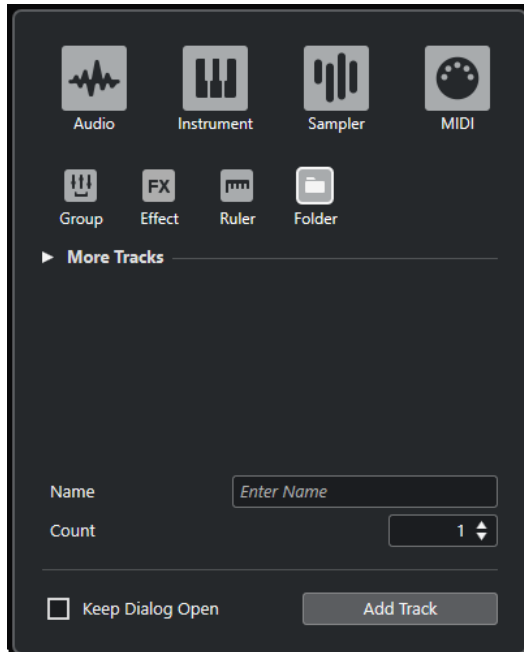 Audio Instrument Sampler MIDI
FX
Group Effect Ruler Folder
More Tracks
Name Enter Name
Count 1
Keep Dialog Open Add Track